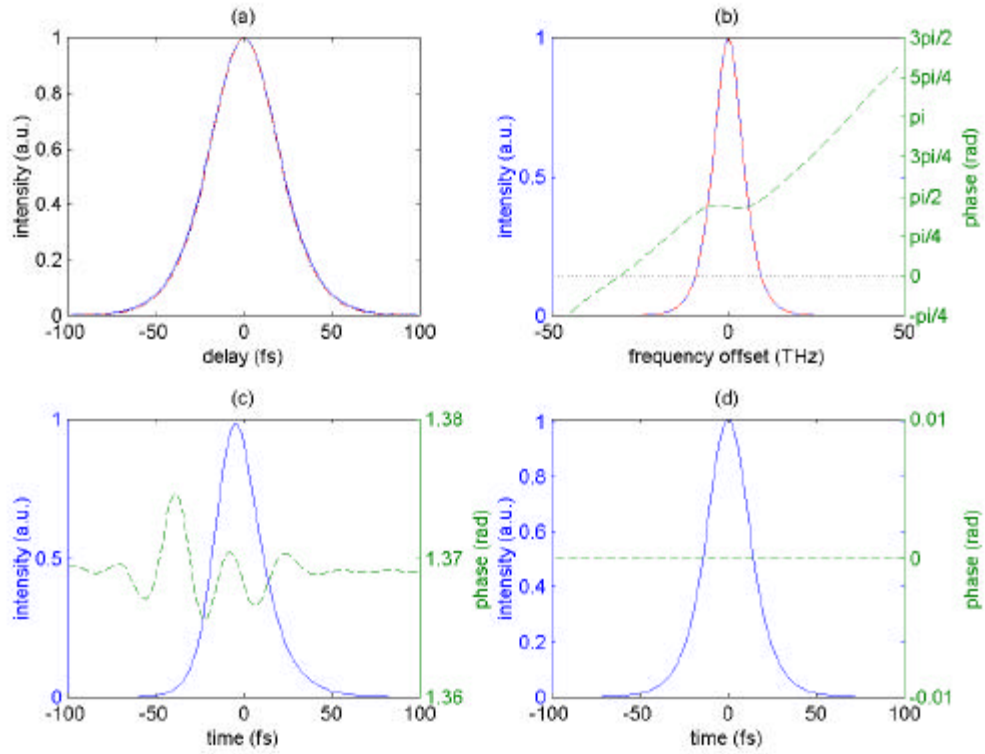 (a)
1
0.8
0.6
0.4
0.2
0
-100
-50
0
50
100
intensity (a.u.)
delay (fs)
(b)
1
0.5
0
-50
0
50
intensity (a.u.)
frequency offset (THz)
3pi/2
5pi/4
pi
3pi/4
pi/2
pi/4
0
-pi/4
phase (rad)
(c)
1
0.5
0
-100
-50
0
50
100
intensity (a.u.)
time (fs)
1.38
1.37
1.36
phase (rad)
(d)
1
0.8
0.6
0.4
0.2
0
-100
-50
0
50
100
intensity (a.u.)
time (fs)
0.01
0
-0.01
phase (rad)